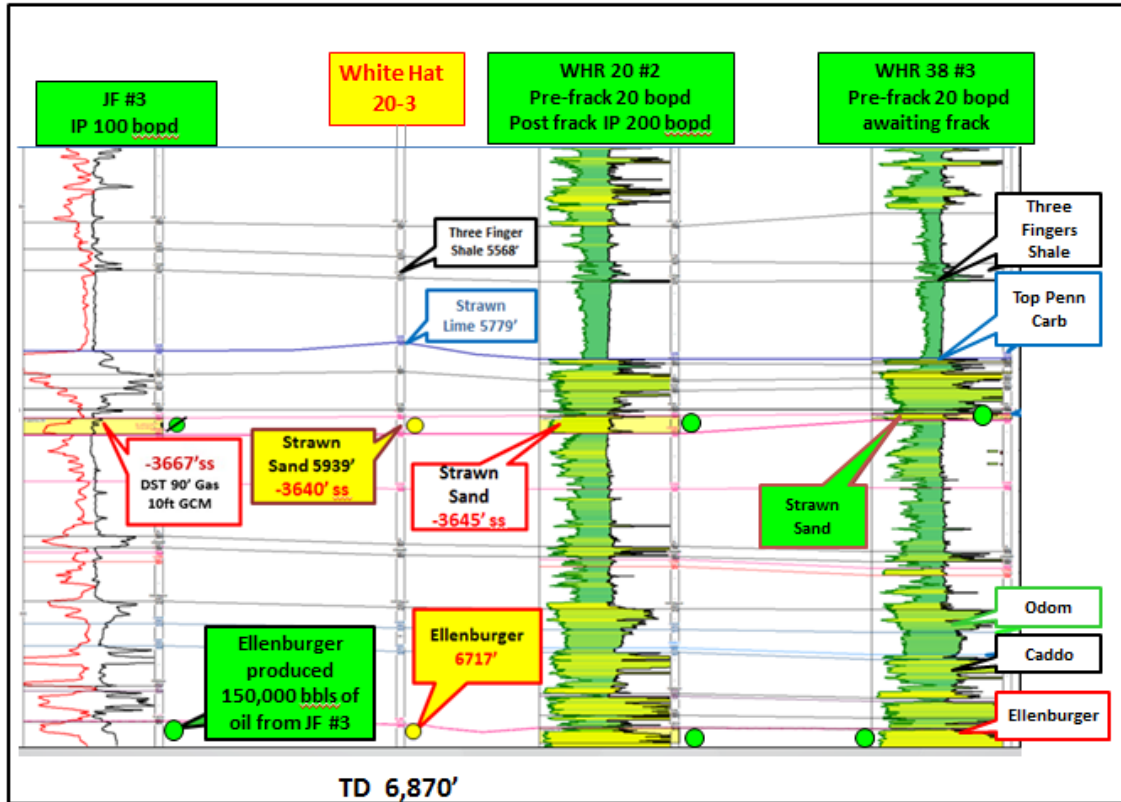 JF #3
IP 100 bopd
White Hat
20-3
WHR 20 #2
Pre-frack 20 bopd
Post frack IP 200 bopd
WHR 38 #3
Pre-frack 20 bopd
awaiting frack
Three Finger
Shale 5568'
Three
Fingers
Shale
Strawn
Lime 5779'
Top Penn
Carb
-3667'ss
DST 90' Gas
10ft GCM
Strawn
Sand 5939'
-3640' ss
Strawn
Sand
-3645' ss
Strawn
Sand
Ellenburger
produced
150,000 bbls of
oil from JF #3
Ellenburger
6717'
Odom
Caddo
Ellenburger
TD 6,870'